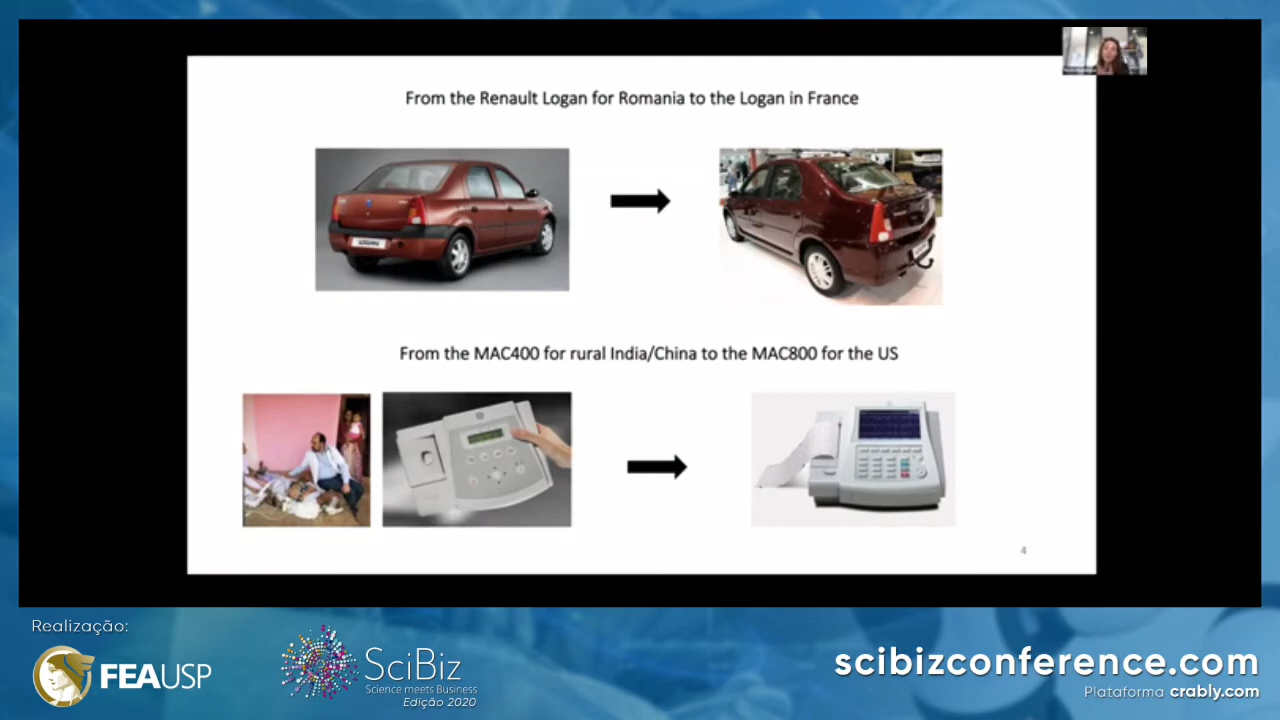 From the Renault Logan for Romania to the Logan in France
LOGAN
From the MAC400 for rural India/China to the MAC800 for the US
4
Realização:
FEAUSP
SciBiz
Science meets Business
Edição 2020
scibizconference.com
Plataforma crably.com